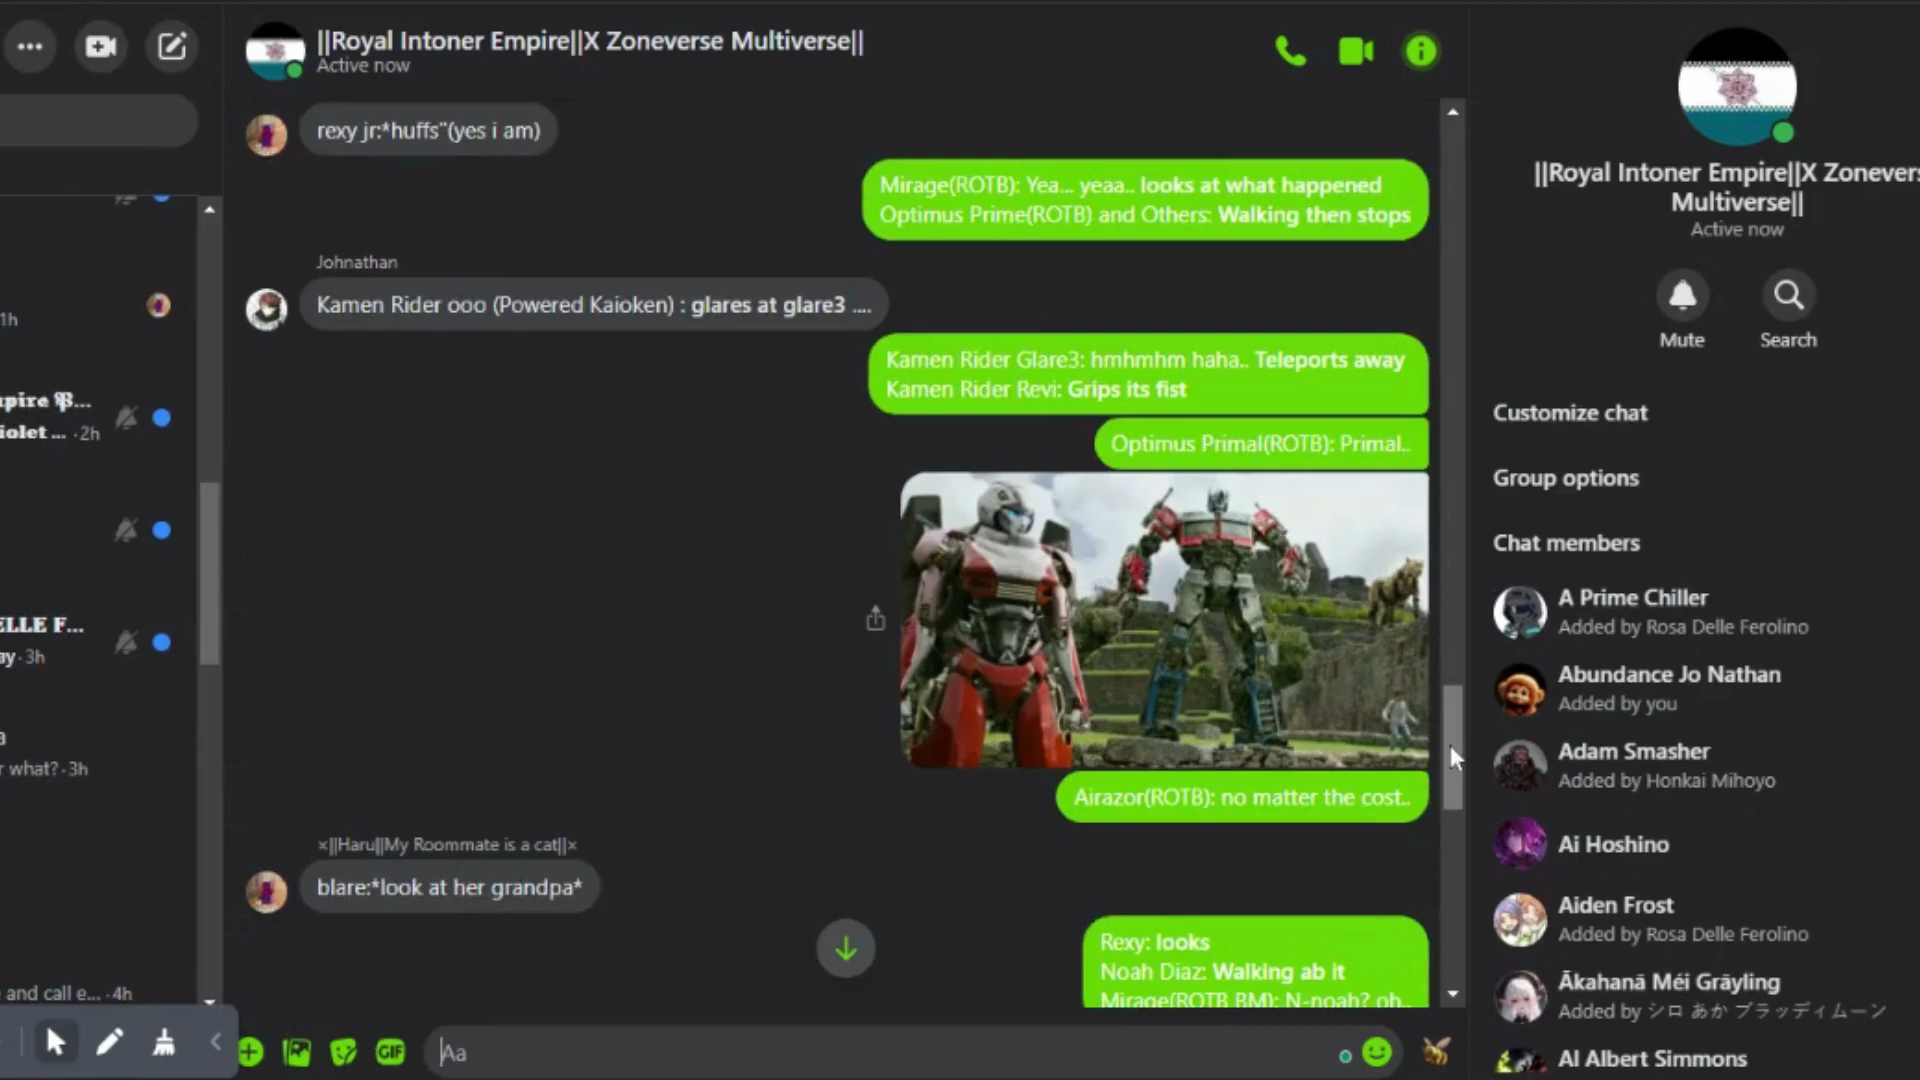 ||Royal Intoner Empire||X Zoneverse Multiverse||
Active now
rexy jr:*huffs"(yes i am)
Mirage(ROTB): Yea... yeaa.. looks at what happened
Optimus Prime(ROTB) and Others: Walking then stops
Johnathan
Kamen Rider ooo (Powered Kaioken) : glares at glare3 ....
Kamen Rider Glare3: hmhmhm haha.. Teleports away
Kamen Rider Revi: Grips its fist
Optimus Primal(ROTB): Primal..
Airazor(ROTB): no matter the cost..
×||Haru||My Roommate is a cat||×
blare:*look at her grandpa*
Rexy: looks
Noah Diaz: Walking ab it
Mirage(ROTB BM): N-noah? oh..
GIF
Aa
1h
mpire 𝕻...
iolet ... · 2h
ELLE F...
ay · 3h
a
r what? · 3h
and call e... · 4h
||Royal Intoner Empire||X Zonevers
Multiverse||
Active now
Mute
Search
Customize chat
Group options
Chat members
A Prime Chiller
Added by Rosa Delle Ferolino
Abundance Jo Nathan
Added by you
Adam Smasher
Added by Honkai Mihoyo
Ai Hoshino
Aiden Frost
Added by Rosa Delle Ferolino
Ākahanā Méi Grāyling
Added by シロ あか ブラッディムーン
Al Albert Simmons